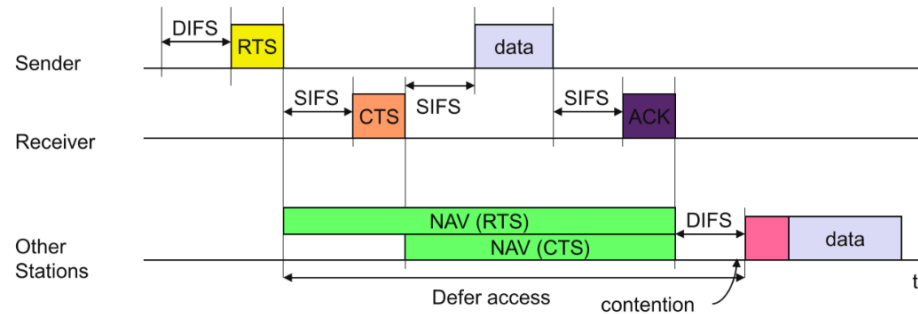 DIFS
RTS
data
Sender
SIFS
CTS
SIFS
SIFS
ACK
Receiver
NAV (RTS)
DIFS
NAV (CTS)
data
Other
Stations
t
Defer access
contention